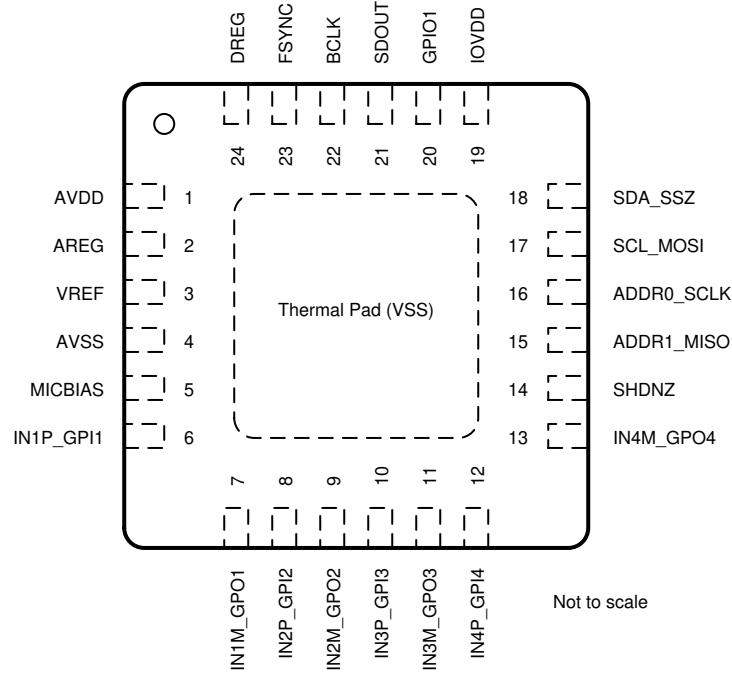 DREG
FSYNC
BCLK
SDOUT
GPIO1
IOVDD
24
23
22
21
20
19
AVDD 1
AREG 2
VREF 3
AVSS 4
MICBIAS 5
IN1P_GPI1 6
Thermal Pad (VSS)
18 SDA_SSZ
17 SCL_MOSI
16 ADDR0_SCLK
15 ADDR1_MISO
14 SHDNZ
13 IN4M_GPO4
7
8
9
10
11
12
IN1M_GPO1
IN2P_GPI2
IN2M_GPO2
IN3P_GPI3
IN3M_GPO3
IN4P_GPI4
Not to scale